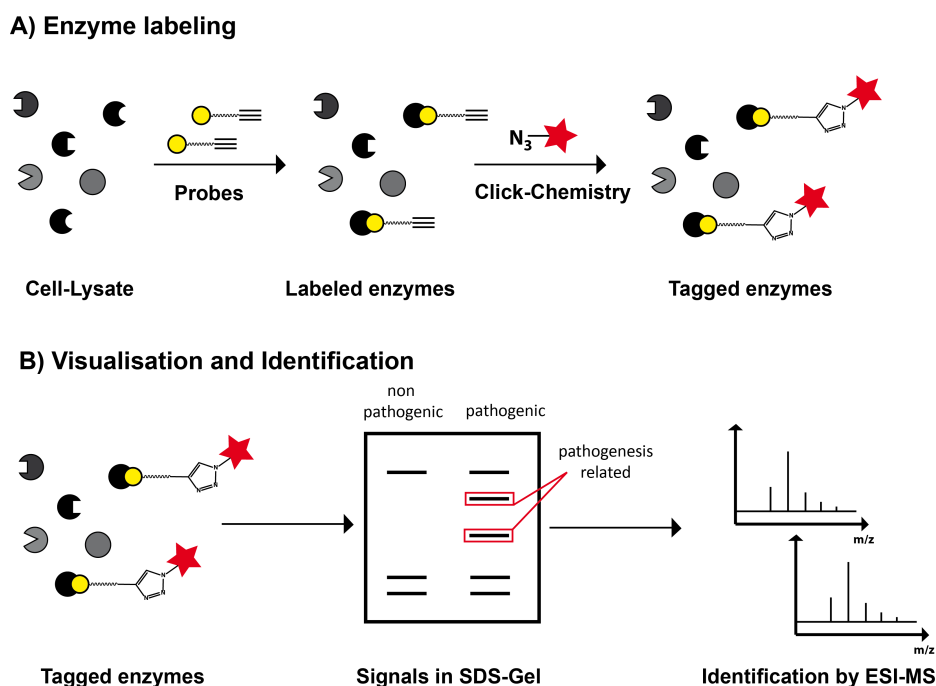 A) Enzyme labeling
N3
Probes
Click-Chemistry
N
N
N
N
N
N
Cell-Lysate
Labeled enzymes
Tagged enzymes
B) Visualisation and Identification
non
pathogenic
pathogenic
pathogenesis
related
N
N
N
N
N
N
m/z
m/z
Tagged enzymes
Signals in SDS-Gel
Identification by ESI-MS